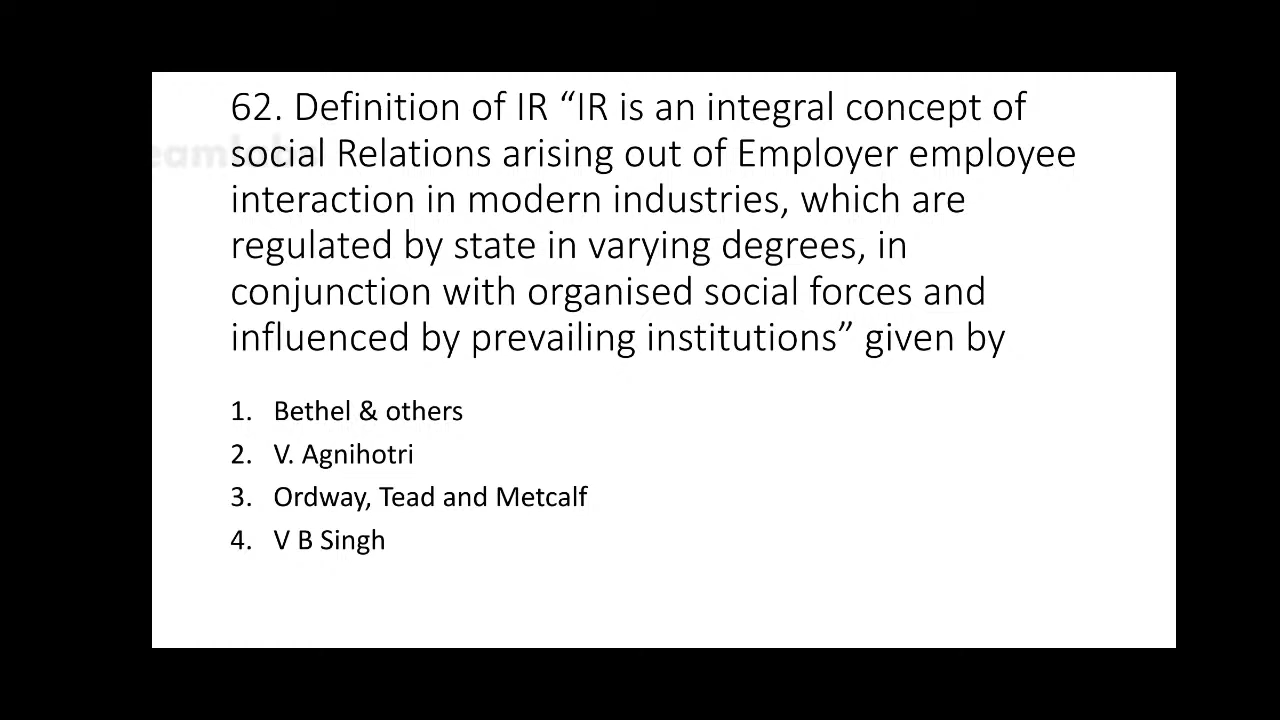 62. Definition of IR “IR is an integral concept of
social Relations arising out of Employer employee
interaction in modern industries, which are
regulated by state in varying degrees, in
conjunction with organised social forces and
influenced by prevailing institutions” given by
1. Bethel & others
2. V. Agnihotri
3. Ordway, Tead and Metcalf
4. V B Singh